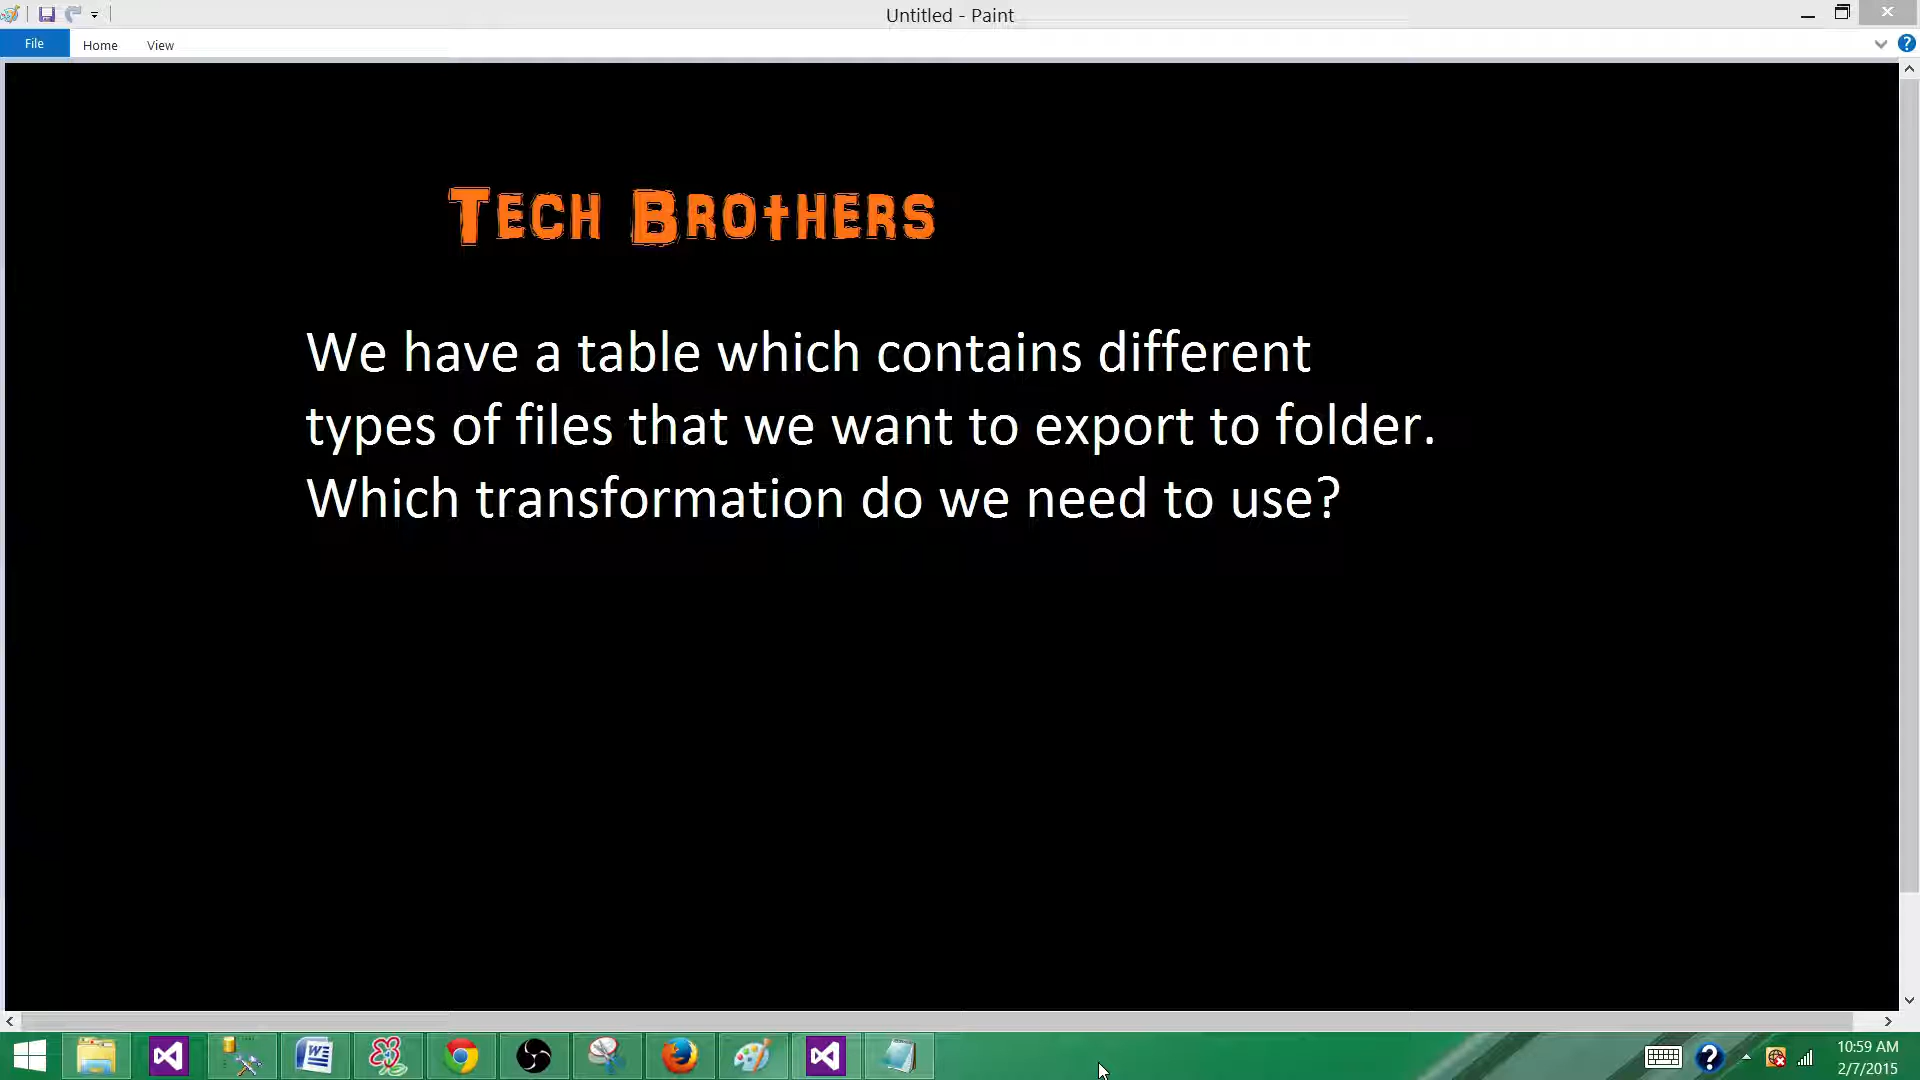 Untitled - Paint
File
Home
View
Tech Brothers
We have a table which contains different
types of files that we want to export to folder.
Which transformation do we need to use?
10:59 AM
2/7/2015